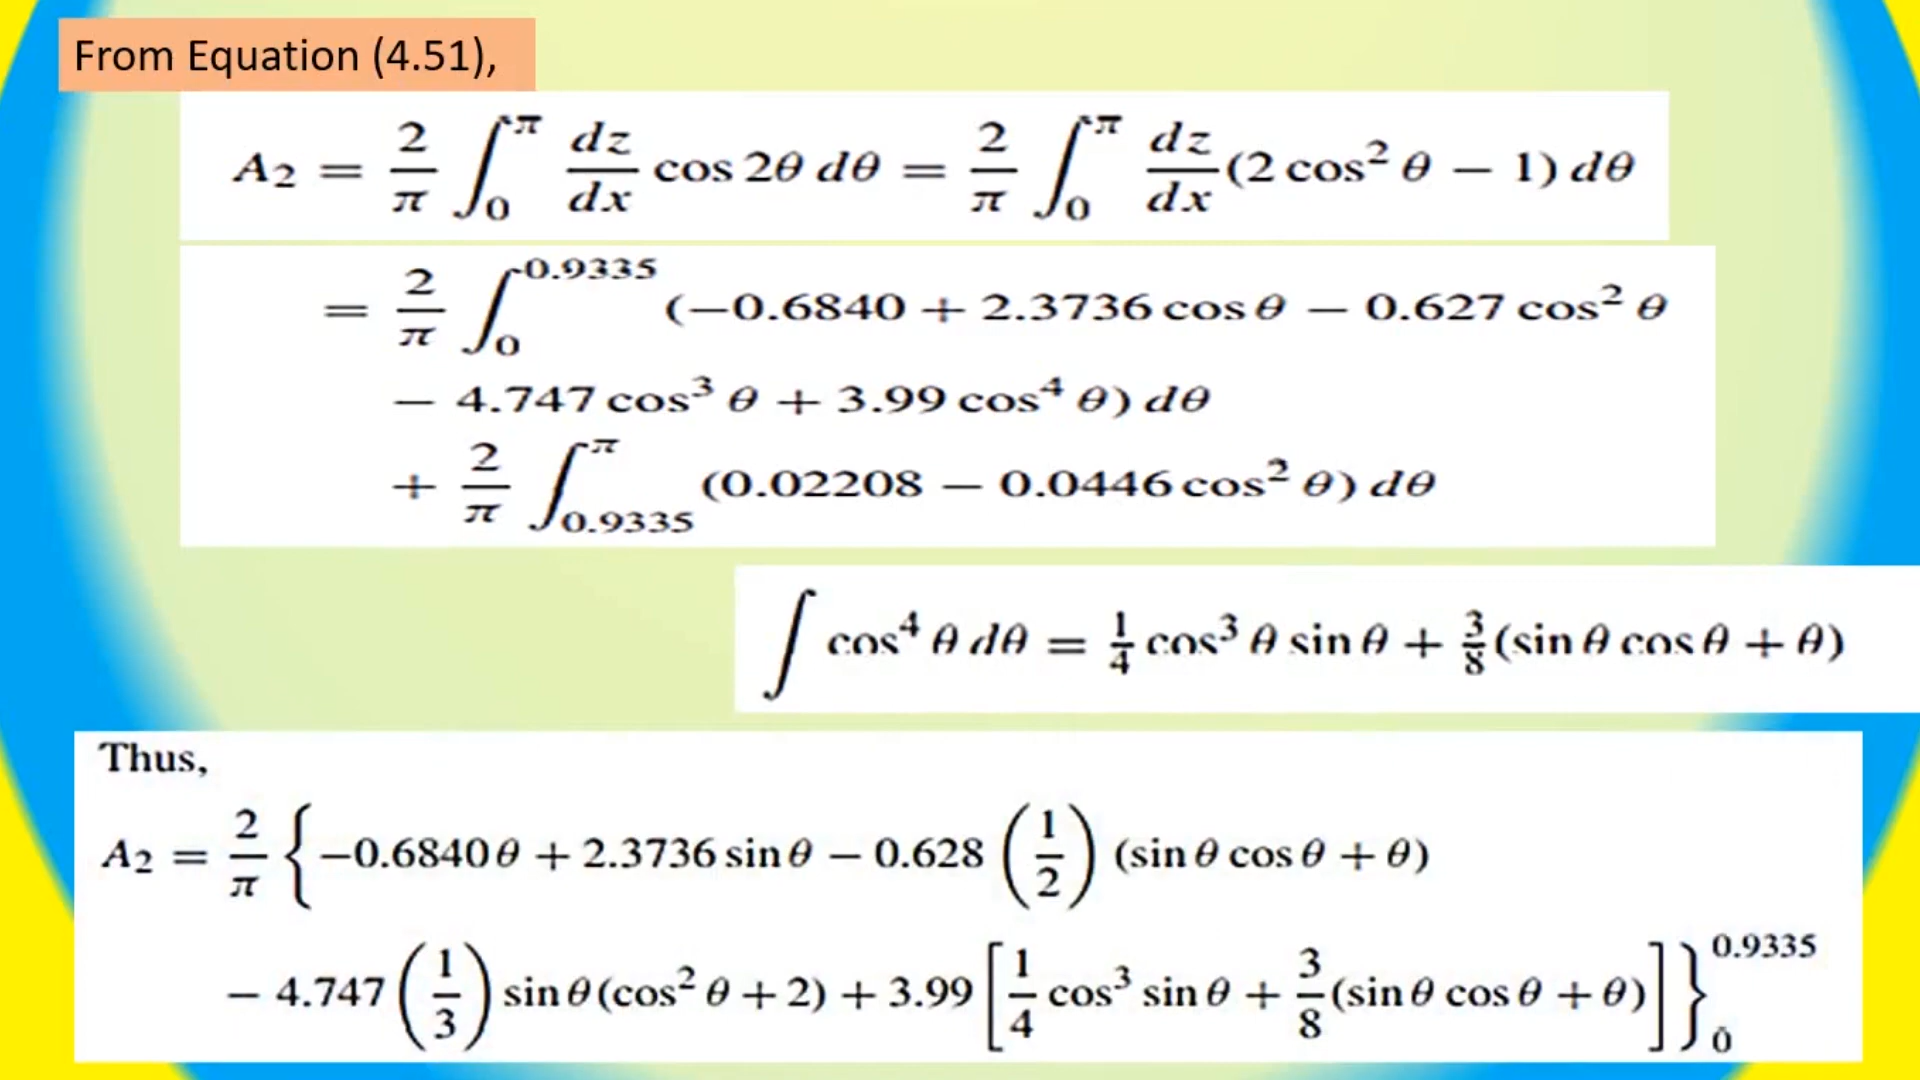 From Equation (4.51),
A₂ = 2/π ∫₀^π dz/dx cos 2θ dθ = 2/π ∫₀^π dz/dx (2 cos² θ − 1) dθ
= 2/π ∫₀^0.9335 (−0.6840 + 2.3736 cos θ − 0.627 cos² θ
− 4.747 cos³ θ + 3.99 cos⁴ θ) dθ
+ 2/π ∫_0.9335^π (0.02208 − 0.0446 cos² θ) dθ
∫ cos⁴ θ dθ = 1/4 cos³ θ sin θ + 3/8 (sin θ cos θ + θ)
Thus,
A₂ = 2/π { −0.6840 θ + 2.3736 sin θ − 0.628 (1/2) (sin θ cos θ + θ)
− 4.747 (1/3) sin θ (cos² θ + 2) + 3.99 [1/4 cos³ sin θ + 3/8 (sin θ cos θ + θ)] }₀^0.9335